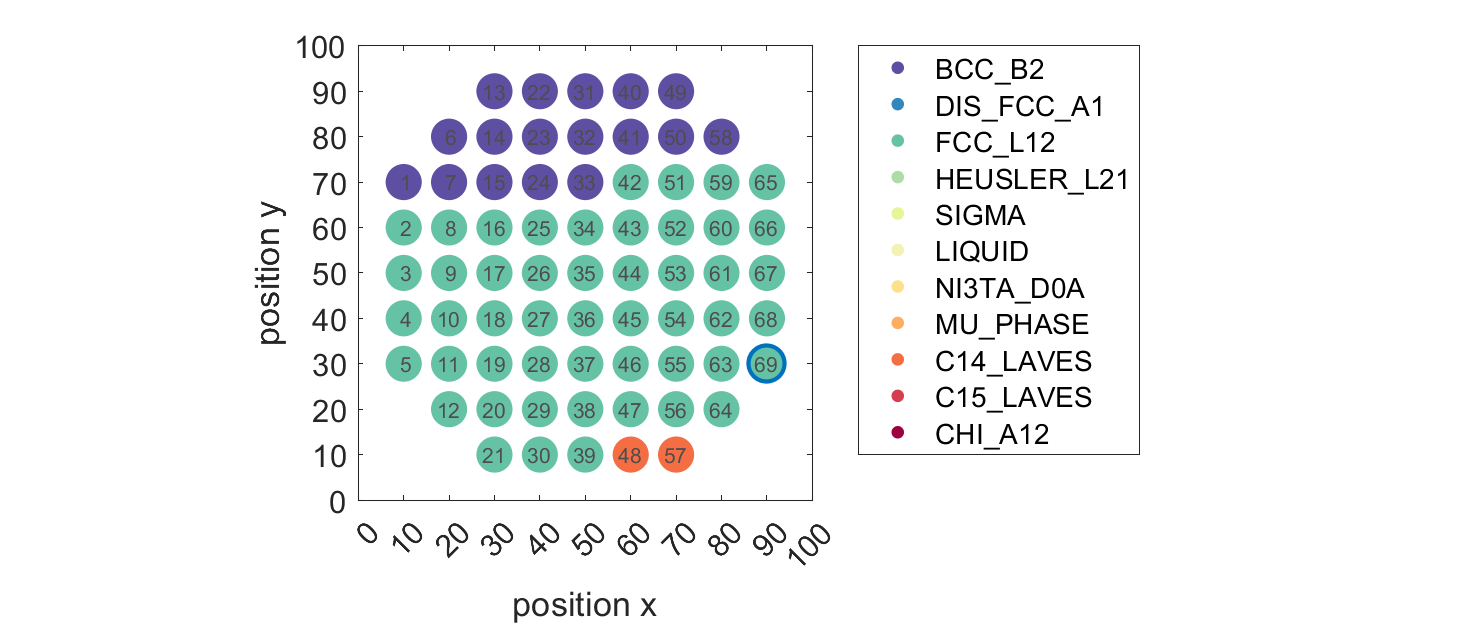 100
90
80
70
60
50
40
30
20
10
0
13 22 31 40 49
6 14 23 32 41 50 58
1 7 15 24 33 42 51 59 65
2 8 16 25 34 43 52 60 66
3 9 17 26 35 44 53 61 67
4 10 18 27 36 45 54 62 68
5 11 19 28 37 46 55 63 69
12 20 29 38 47 56 64
21 30 39 48 57
0 10 20 30 40 50 60 70 80 90 100
position x
position y
BCC_B2
DIS_FCC_A1
FCC_L12
HEUSLER_L21
SIGMA
LIQUID
NI3TA_D0A
MU_PHASE
C14_LAVES
C15_LAVES
CHI_A12